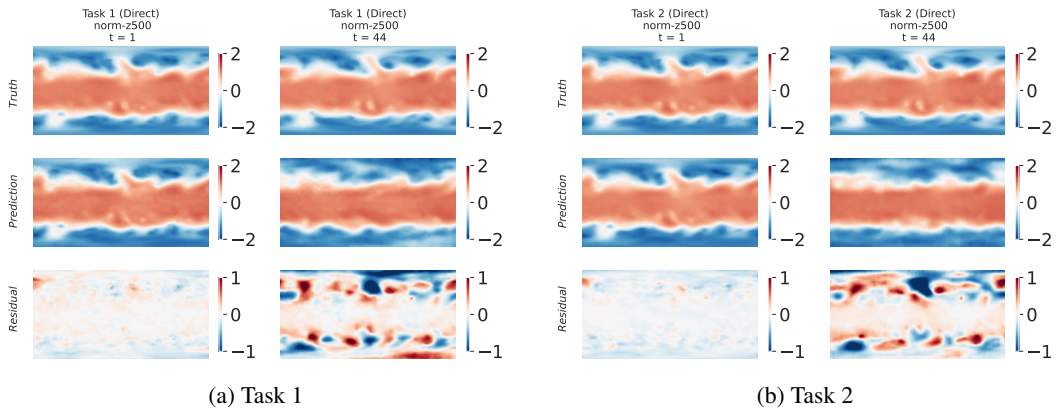 Task 1 (Direct)
norm-z500
t = 1
Task 1 (Direct)
norm-z500
t = 44
Truth
2
0
−2
2
0
−2
Prediction
2
0
−2
2
0
−2
Residual
1
0
−1
1
0
−1
(a) Task 1
Task 2 (Direct)
norm-z500
t = 1
Task 2 (Direct)
norm-z500
t = 44
Truth
2
0
−2
2
0
−2
Prediction
2
0
−2
2
0
−2
Residual
1
0
−1
1
0
−1
(b) Task 2